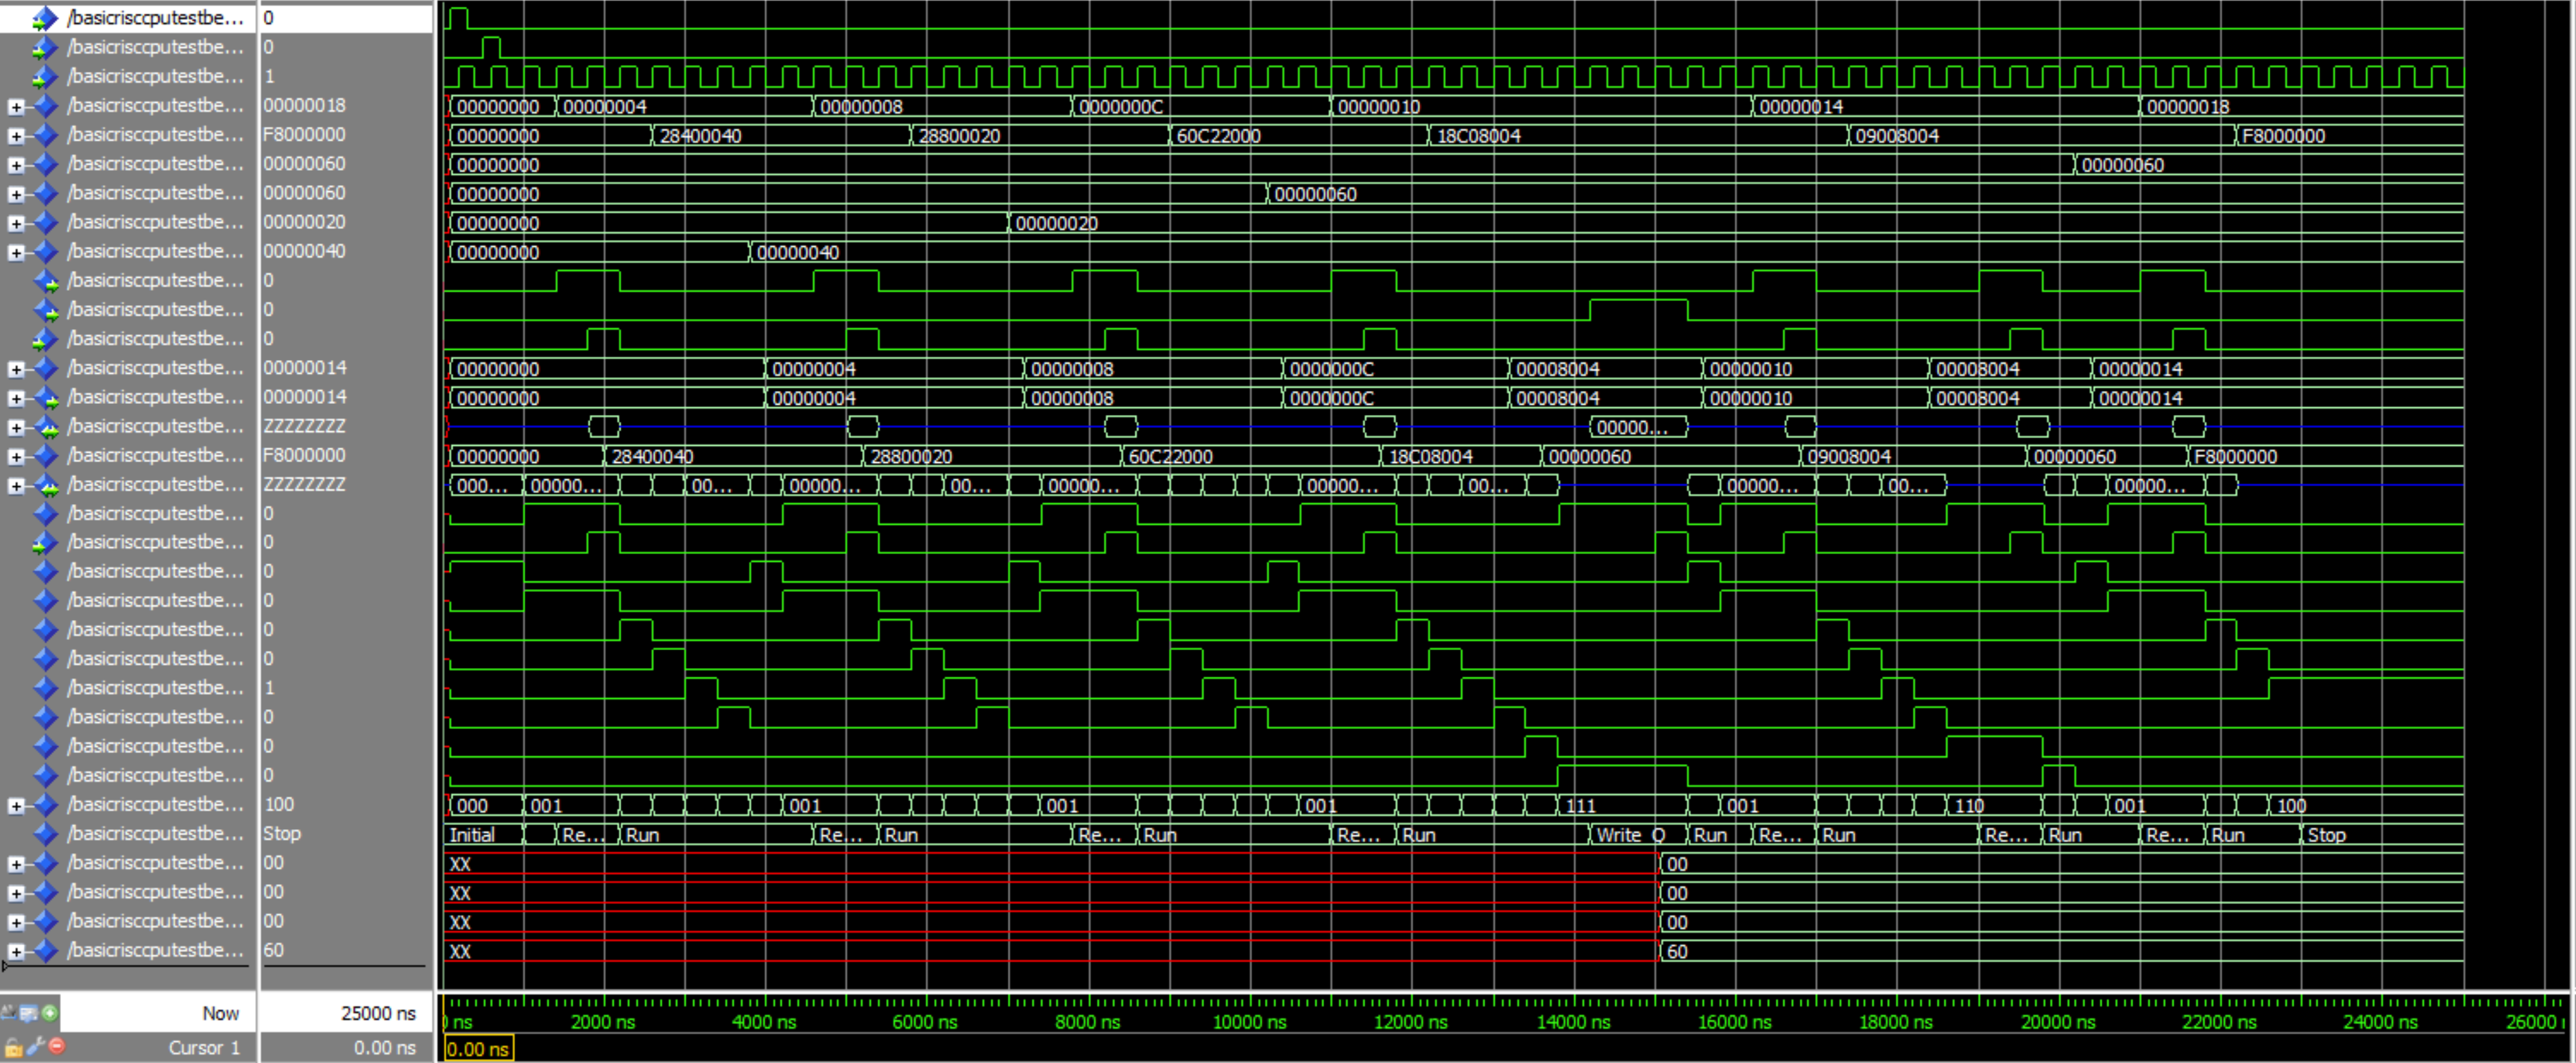 /basicrisccputestbe... 0
/basicrisccputestbe... 0
/basicrisccputestbe... 1
/basicrisccputestbe... 00000018 00000000 00000004 00000008 0000000C 00000010 00000014 00000018
/basicrisccputestbe... F8000000 00000000 28400040 28800020 60C22000 18C08004 09008004 F8000000
/basicrisccputestbe... 00000060 00000000 00000060
/basicrisccputestbe... 00000060 00000000 00000060
/basicrisccputestbe... 00000020 00000000 00000020
/basicrisccputestbe... 00000040 00000000 00000040
/basicrisccputestbe... 0
/basicrisccputestbe... 0
/basicrisccputestbe... 0
/basicrisccputestbe... 00000014 00000000 00000004 00000008 0000000C 00008004 00000010 00008004 00000014
/basicrisccputestbe... 00000014 00000000 00000004 00000008 0000000C 00008004 00000010 00008004 00000014
/basicrisccputestbe... ZZZZZZZZ 00000...
/basicrisccputestbe... F8000000 00000000 28400040 28800020 60C22000 18C08004 00000060 09008004 00000060 F8000000
/basicrisccputestbe... ZZZZZZZZ 000... 00000... 00... 00000... 00... 00000... 00000... 00... 00000... 00... 00000...
/basicrisccputestbe... 0
/basicrisccputestbe... 0
/basicrisccputestbe... 0
/basicrisccputestbe... 0
/basicrisccputestbe... 0
/basicrisccputestbe... 0
/basicrisccputestbe... 1
/basicrisccputestbe... 0
/basicrisccputestbe... 0
/basicrisccputestbe... 0
/basicrisccputestbe... 100 000 001 001 001 001 111 001 110 001 100
/basicrisccputestbe... Stop Initial Re... Run Re... Run Re... Run Re... Run Write_0 Run Re... Run Re... Run Re... Run Stop
/basicrisccputestbe... 00 XX 00
/basicrisccputestbe... 00 XX 00
/basicrisccputestbe... 00 XX 00
/basicrisccputestbe... 60 XX 60
Now 25000 ns ns 2000 ns 4000 ns 6000 ns 8000 ns 10000 ns 12000 ns 14000 ns 16000 ns 18000 ns 20000 ns 22000 ns 24000 ns 26000
Cursor 1 0.00 ns 0.00 ns